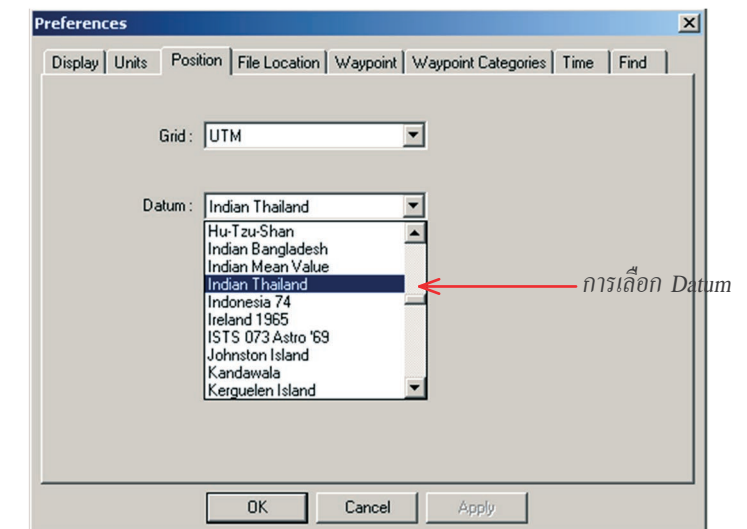 Preferences
Display Units Position File Location Waypoint Waypoint Categories Time Find
Grid : UTM
Datum : Indian Thailand
Hu-Tzu-Shan
Indian Bangladesh
Indian Mean Value
Indian Thailand
การเลือก Datum
Indonesia 74
Ireland 1965
ISTS 073 Astro '69
Johnston Island
Kandawala
Kerguelen Island
OK Cancel Apply